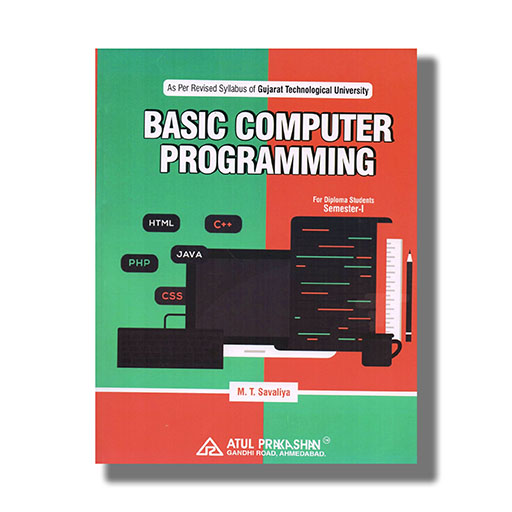 As Per Revised Syllabus of Gujarat Technological University
BASIC COMPUTER
PROGRAMMING
For Diploma Students
Semester-I
HTML
C++
JAVA
PHP
CSS
M. T. Savaliya
ATUL PRAKASHAN TM
GANDHI ROAD, AHMEDABAD.